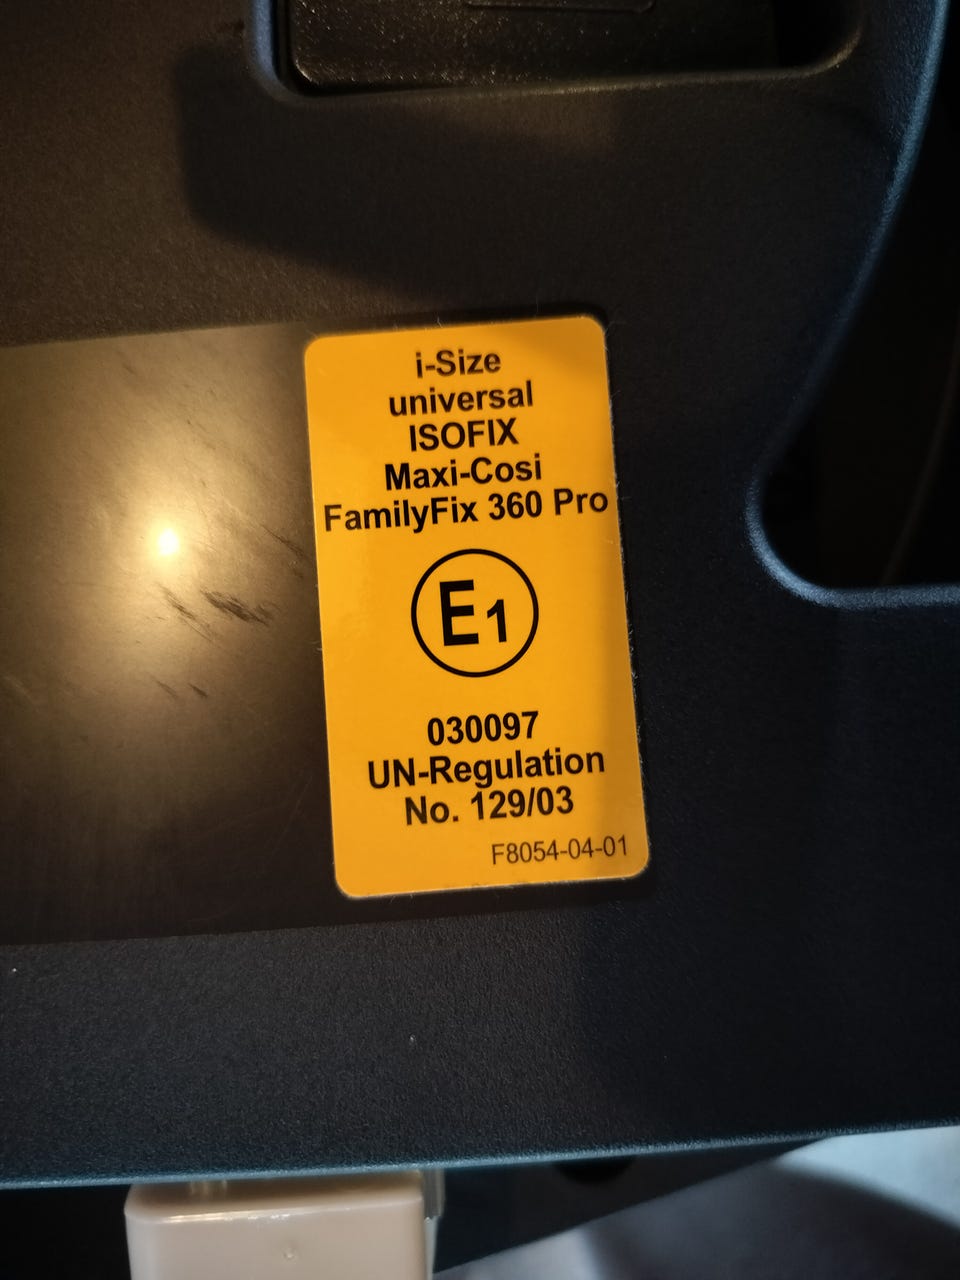 i-Size
universal
ISOFIX
Maxi-Cosi
FamilyFix 360 Pro
E1
030097
UN-Regulation
No. 129/03
F8054-04-01